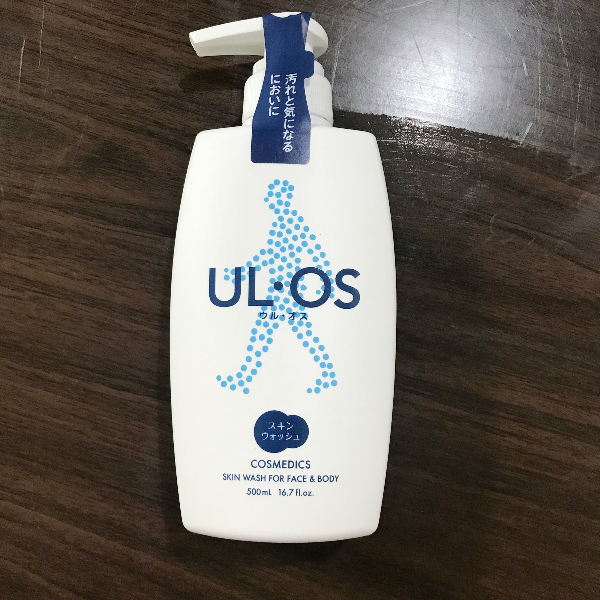 汚れと気になる
においに
UL・OS
ウル・オス
スキン
ウォッシュ
COSMEDICS
SKIN WASH FOR FACE & BODY
500mL 16.7 fl.oz.